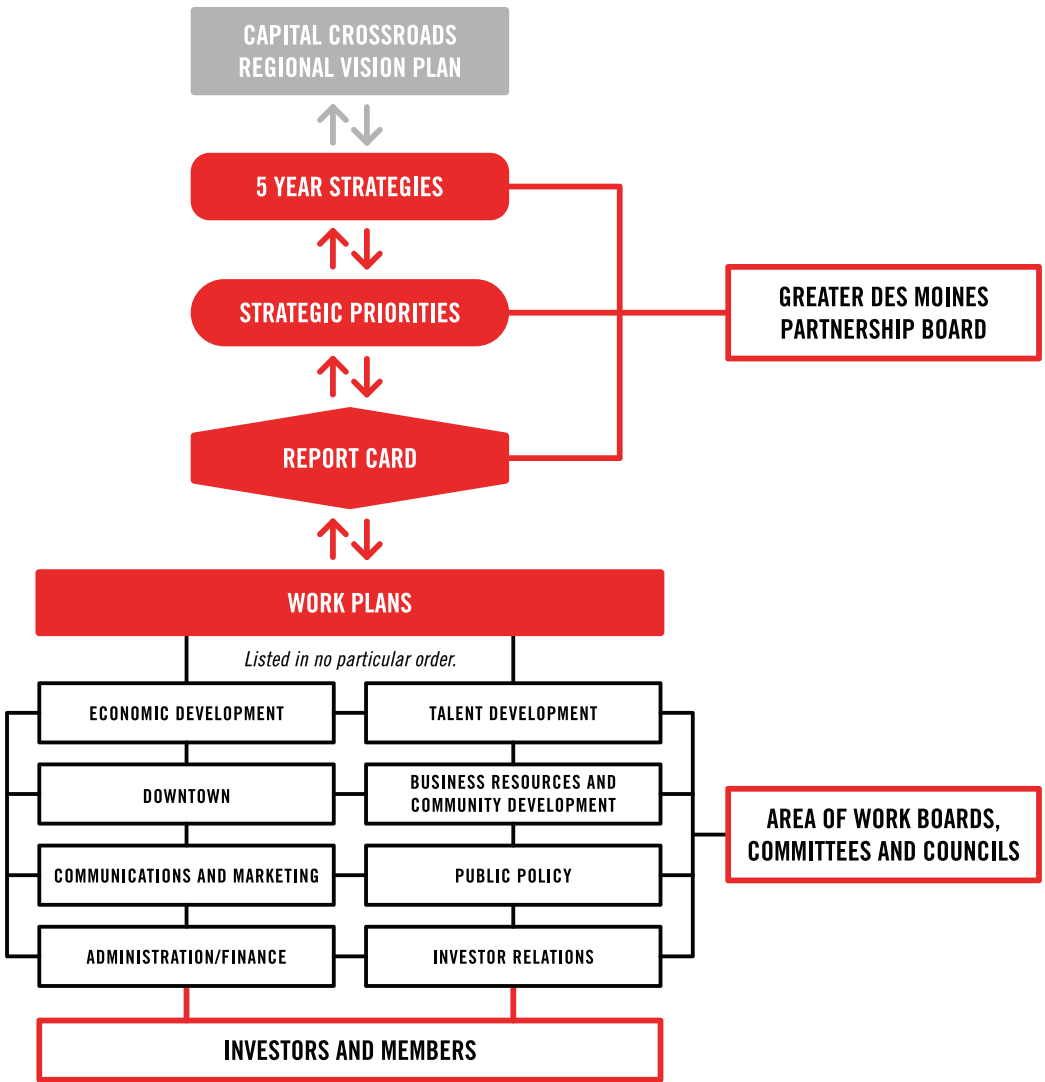 CAPITAL CROSSROADS
REGIONAL VISION PLAN
5 YEAR STRATEGIES
STRATEGIC PRIORITIES
GREATER DES MOINES
PARTNERSHIP BOARD
REPORT CARD
WORK PLANS
Listed in no particular order.
ECONOMIC DEVELOPMENT
TALENT DEVELOPMENT
DOWNTOWN
BUSINESS RESOURCES AND
COMMUNITY DEVELOPMENT
AREA OF WORK BOARDS,
COMMITTEES AND COUNCILS
COMMUNICATIONS AND MARKETING
PUBLIC POLICY
ADMINISTRATION/FINANCE
INVESTOR RELATIONS
INVESTORS AND MEMBERS